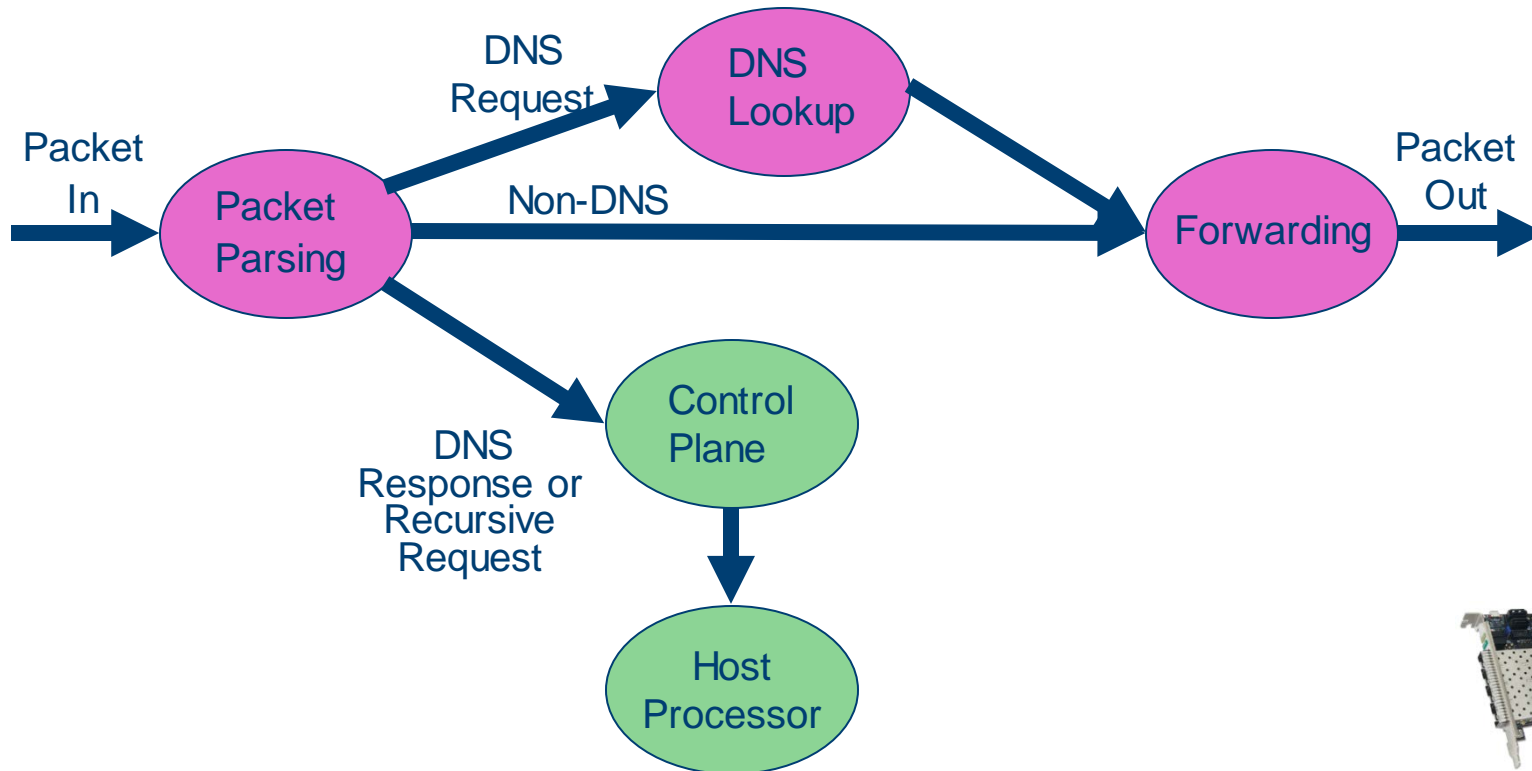 Packet
In
Packet
Parsing
DNS
Request
DNS
Lookup
Non-DNS
Forwarding
Packet
Out
DNS
Response or
Recursive
Request
Control
Plane
Host
Processor